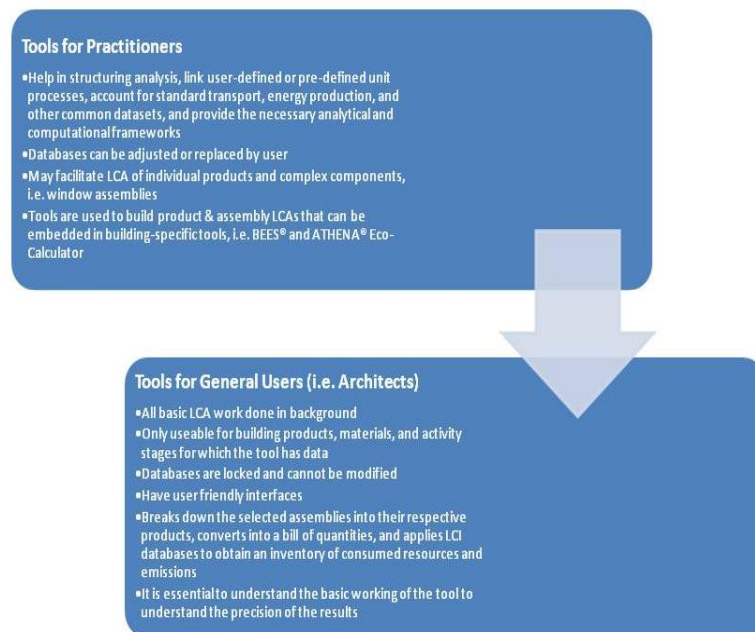 Tools for Practitioners
•Help in structuring analysis, link user-defined or pre-defined unit
processes, account for standard transport, energy production, and
other common datasets, and provide the necessary analytical and
computational frameworks
•Databases can be adjusted or replaced by user
•May facilitate LCA of individual products and complex components,
i.e. window assemblies
•Tools are used to build product & assembly LCAs that can be
embedded in building-specific tools, i.e. BEES® and ATHENA® Eco-
Calculator
Tools for General Users (i.e. Architects)
•All basic LCA work done in background
•Only useable for building products, materials, and activity
stages for which the tool has data
•Databases are locked and cannot be modified
•Have user friendly interfaces
•Breaks down the selected assemblies into their respective
products, converts into a bill of quantities, and applies LCI
databases to obtain an inventory of consumed resources and
emissions
•It is essential to understand the basic working of the tool to
understand the precision of the results